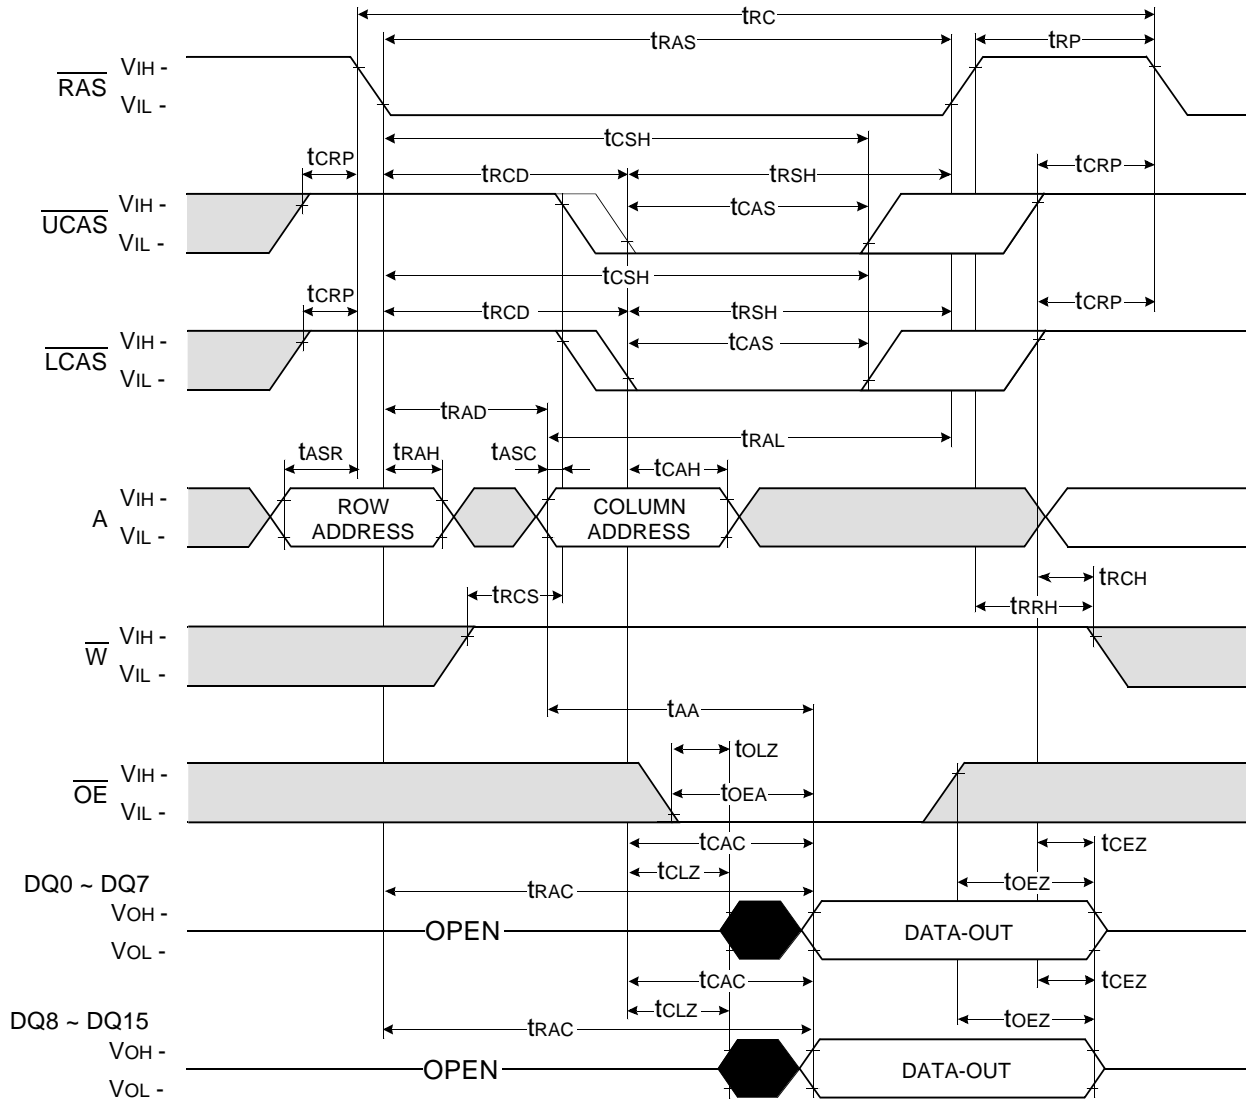 tRC
tRAS tRP
RAS VIH -
VIL -
tCSH
tCRP tRCD tRSH tCRP
UCAS VIH -
VIL -
tCAS
tCSH
tCRP tRCD tRSH tCRP
LCAS VIH -
VIL -
tCAS
tRAD
tRAL
tASR tRAH tASC tCAH
A VIH -
VIL -
ROW
ADDRESS
COLUMN
ADDRESS
tRCS tRCH
tRRH
W VIH -
VIL -
tAA
tOLZ
OE VIH -
VIL -
tOEA
tCAC tCEZ
tCLZ
DQ0 ~ DQ7 tRAC tOEZ
VOH -
VOL -
OPEN DATA-OUT
tCAC tCEZ
tCLZ
DQ8 ~ DQ15 tRAC tOEZ
VOH -
VOL -
OPEN DATA-OUT